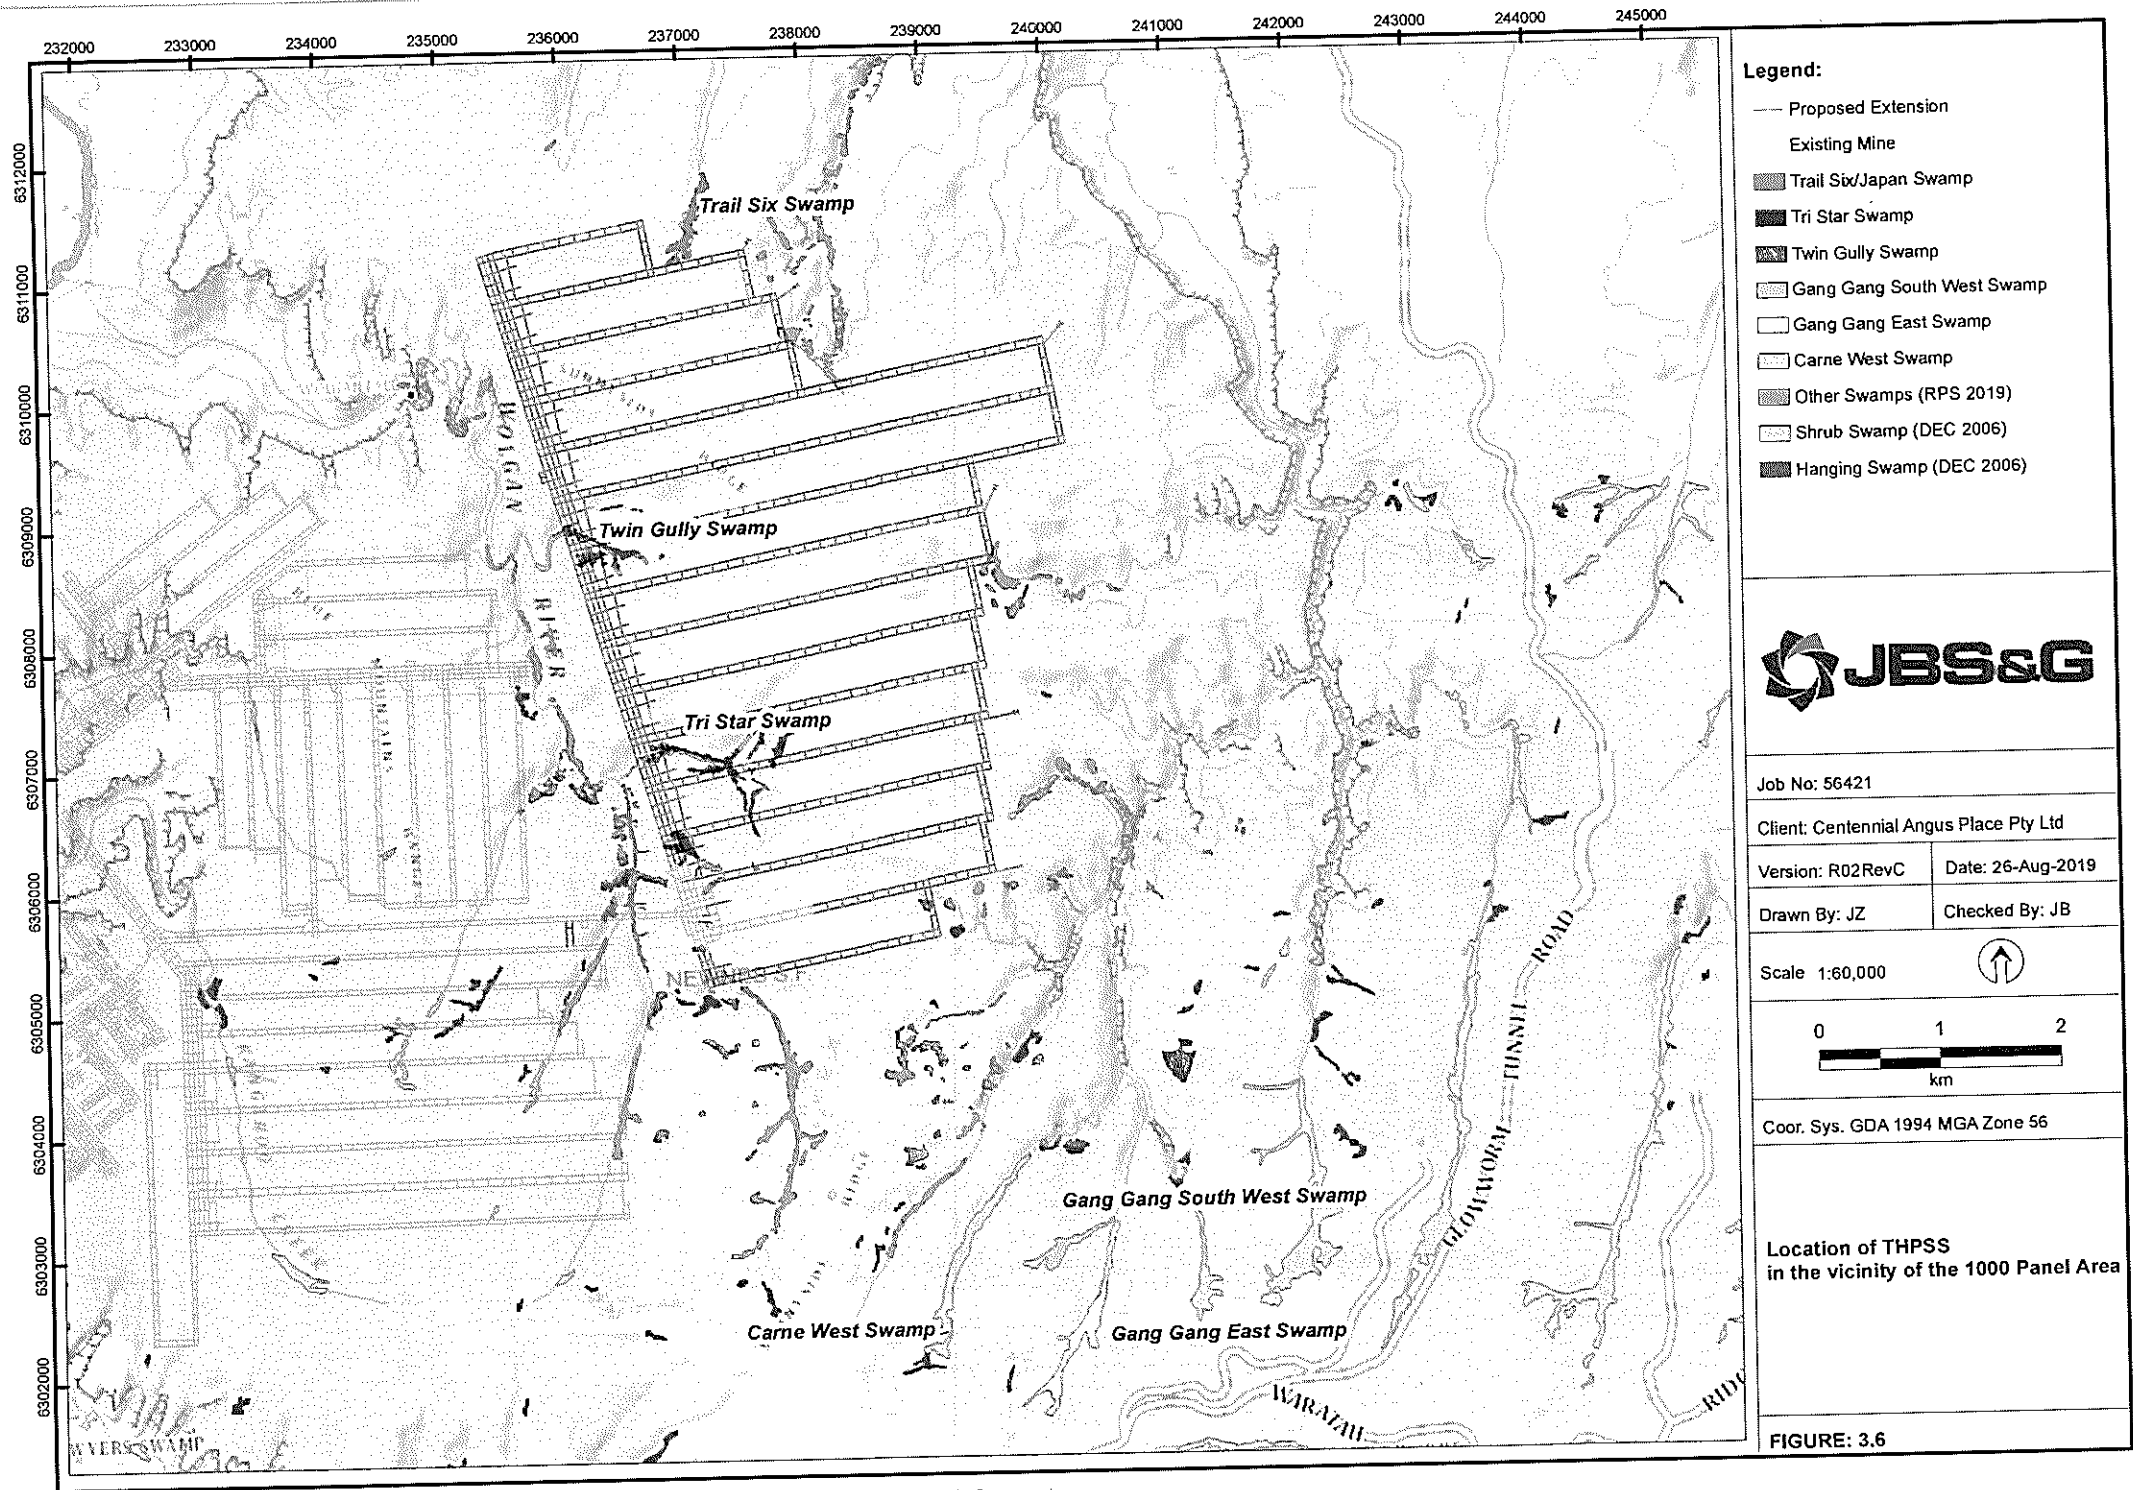 232000 233000 234000 235000 236000 237000 238000 239000 240000 241000 242000 243000 244000 245000
6312000
6311000
6310000
6309000
6308000
6307000
6306000
6305000
6304000
6303000
6302000
Trail Six Swamp
WOLGAN
RIVER
Twin Gully Swamp
BLUE
MOUNTAINS
RANGE
Tri Star Swamp
RIDGE
Gang Gang South West Swamp
Carne West Swamp
Gang Gang East Swamp
GLOWWORM TUNNEL ROAD
WARATAH
Legend:
Proposed Extension
Existing Mine
Trail Six/Japan Swamp
Tri Star Swamp
Twin Gully Swamp
Gang Gang South West Swamp
Gang Gang East Swamp
Carne West Swamp
Other Swamps (RPS 2019)
Shrub Swamp (DEC 2006)
Hanging Swamp (DEC 2006)
JBS&G
Job No: 56421
Client: Centennial Angus Place Pty Ltd
Version: R02RevC
Date: 26-Aug-2019
Drawn By: JZ
Checked By: JB
Scale 1:60,000
0 1 2
km
Coor. Sys. GDA 1994 MGA Zone 56
Location of THPSS
in the vicinity of the 1000 Panel Area
FIGURE: 3.6